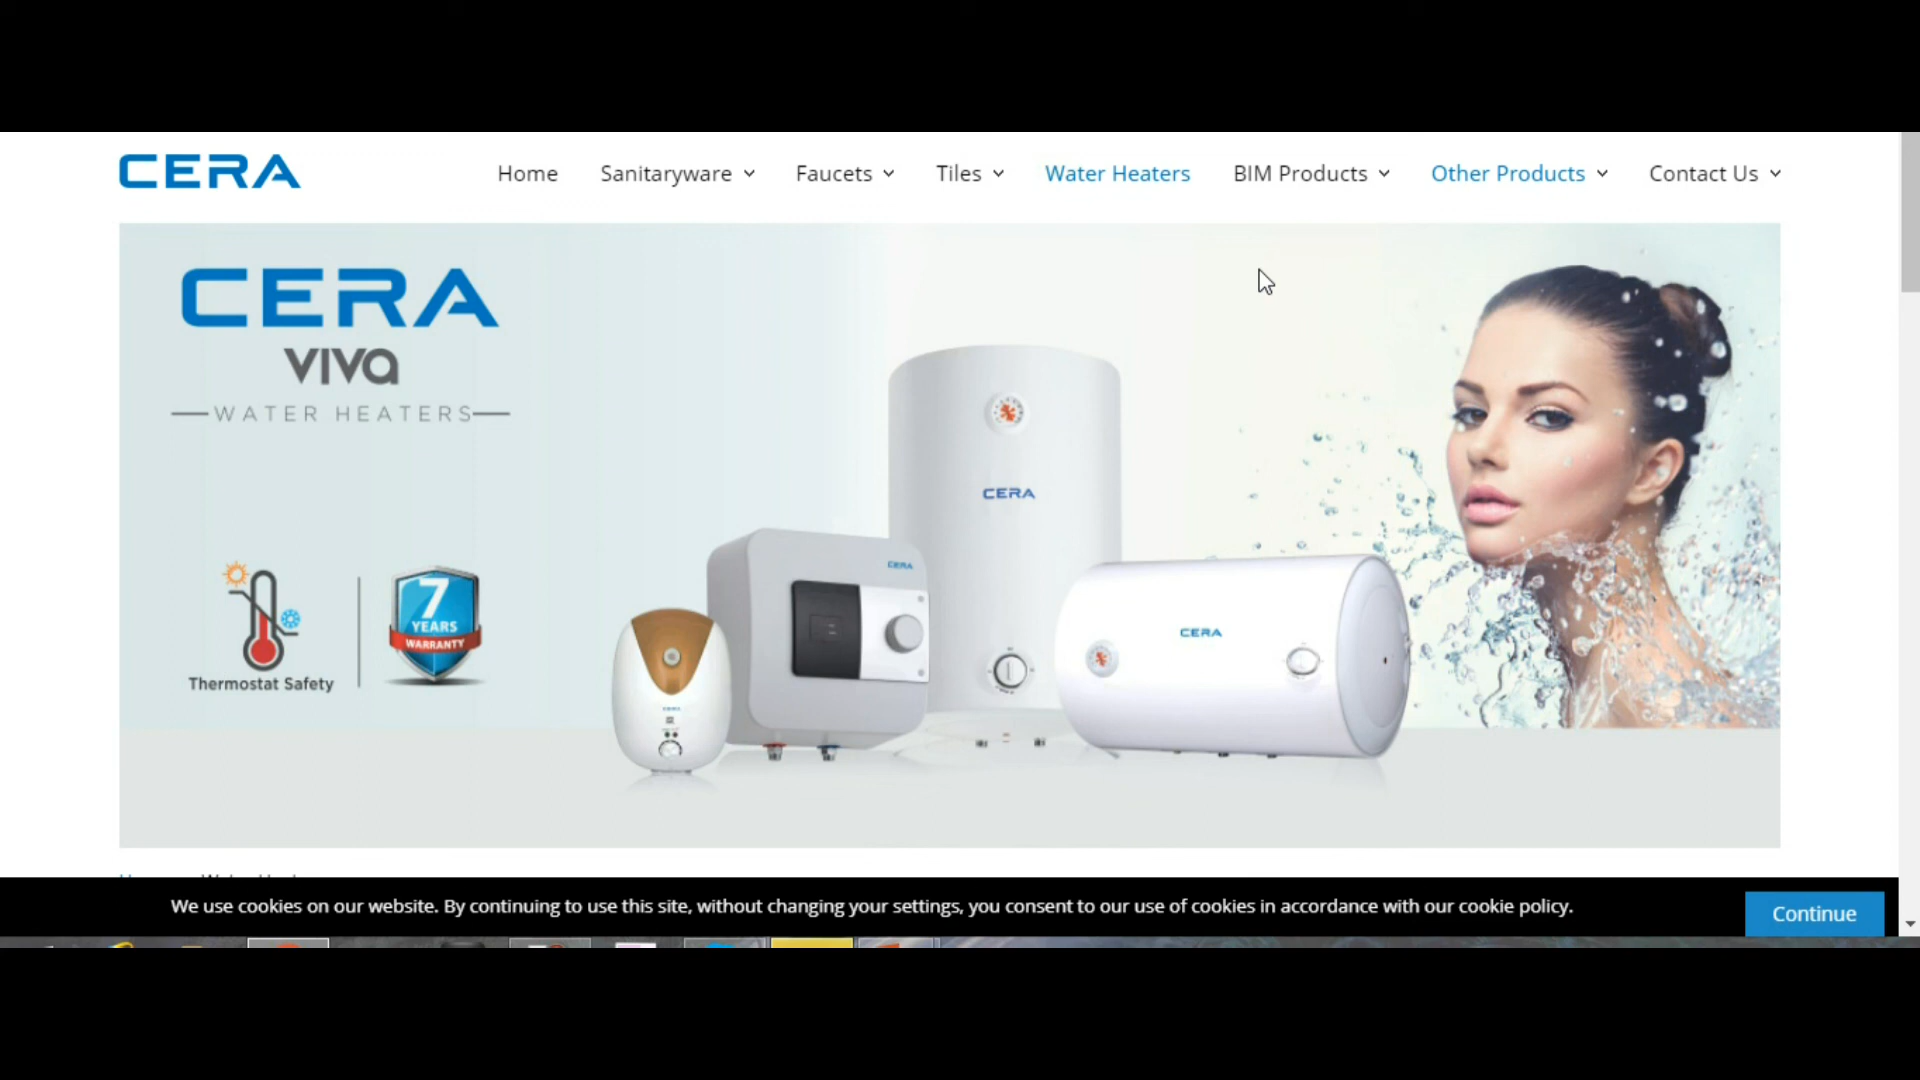 CERA
Home Sanitaryware Faucets Tiles Water Heaters BIM Products Other Products Contact Us
CERA
VIVA
WATER HEATERS
CERA
CERA
CERA
CERA
7
YEARS
WARRANTY
Thermostat Safety
We use cookies on our website. By continuing to use this site, without changing your settings, you consent to our use of cookies in accordance with our cookie policy.
Continue